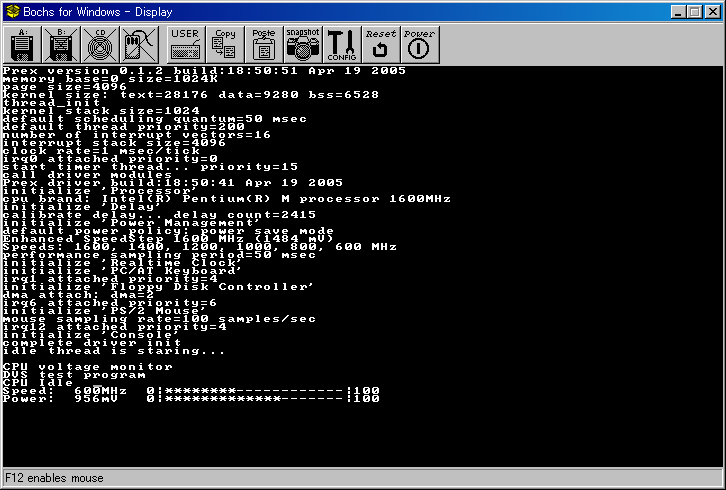 Bochs for Windows - Display
A: B: CD USER Copy Paste snapshot CONFIG Reset Power
Prex version 0.1.2 build:18:50:51 Apr 19 2005
memory base=0 size=1024K
page size=4096
kernel size: text=28176 data=9280 bss=6528
thread_init
kernel stack size=1024
default scheduling quantum=50 msec
default thread priority=200
number of interrupt vectors=16
interrupt stack size=4096
clock rate=1 msec/tick
irq0 attached priority=0
start timer thread... priority=15
call driver modules
Prex driver build:18:50:41 Apr 19 2005
initialize 'Processor'
cpu brand: Intel(R) Pentium(R) M processor 1600MHz
initialize 'Delay'
calibrate delay... delay count=2415
initialize 'Power Management'
default power policy: power save mode
Enhanced SpeedStep 1600 MHz (1484 mV)
Speeds: 1600, 1400, 1200, 1000, 800, 600 MHz
performance sampling period=50 msec
initialize 'Realtime Clock'
initialize 'PC/AT Keyboard'
irq1 attached priority=4
initialize 'Floppy Disk Controller'
dma attach: dma=2
irq6 attached priority=6
initialize 'PS/2 Mouse'
mouse sampling rate=100 samples/sec
irq12 attached priority=4
initialize 'Console'
complete driver init
idle thread is staring...
CPU voltage monitor
DVS test program
CPU Idle _
Speed:  600MHz  0|********------------|100
Power:  956mV   0|*************-------|100
F12 enables mouse